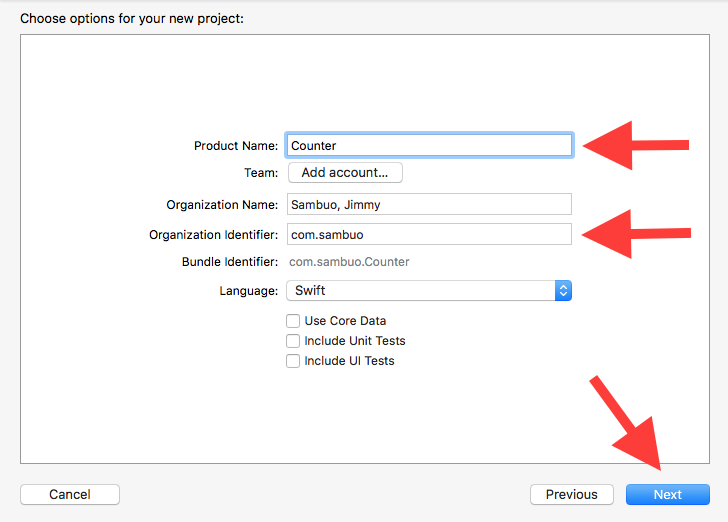 Choose options for your new project:
Product Name: Counter
Team: Add account...
Organization Name: Sambuo, Jimmy
Organization Identifier: com.sambuo
Bundle Identifier: com.sambuo.Counter
Language: Swift
Use Core Data
Include Unit Tests
Include UI Tests
Cancel Previous Next